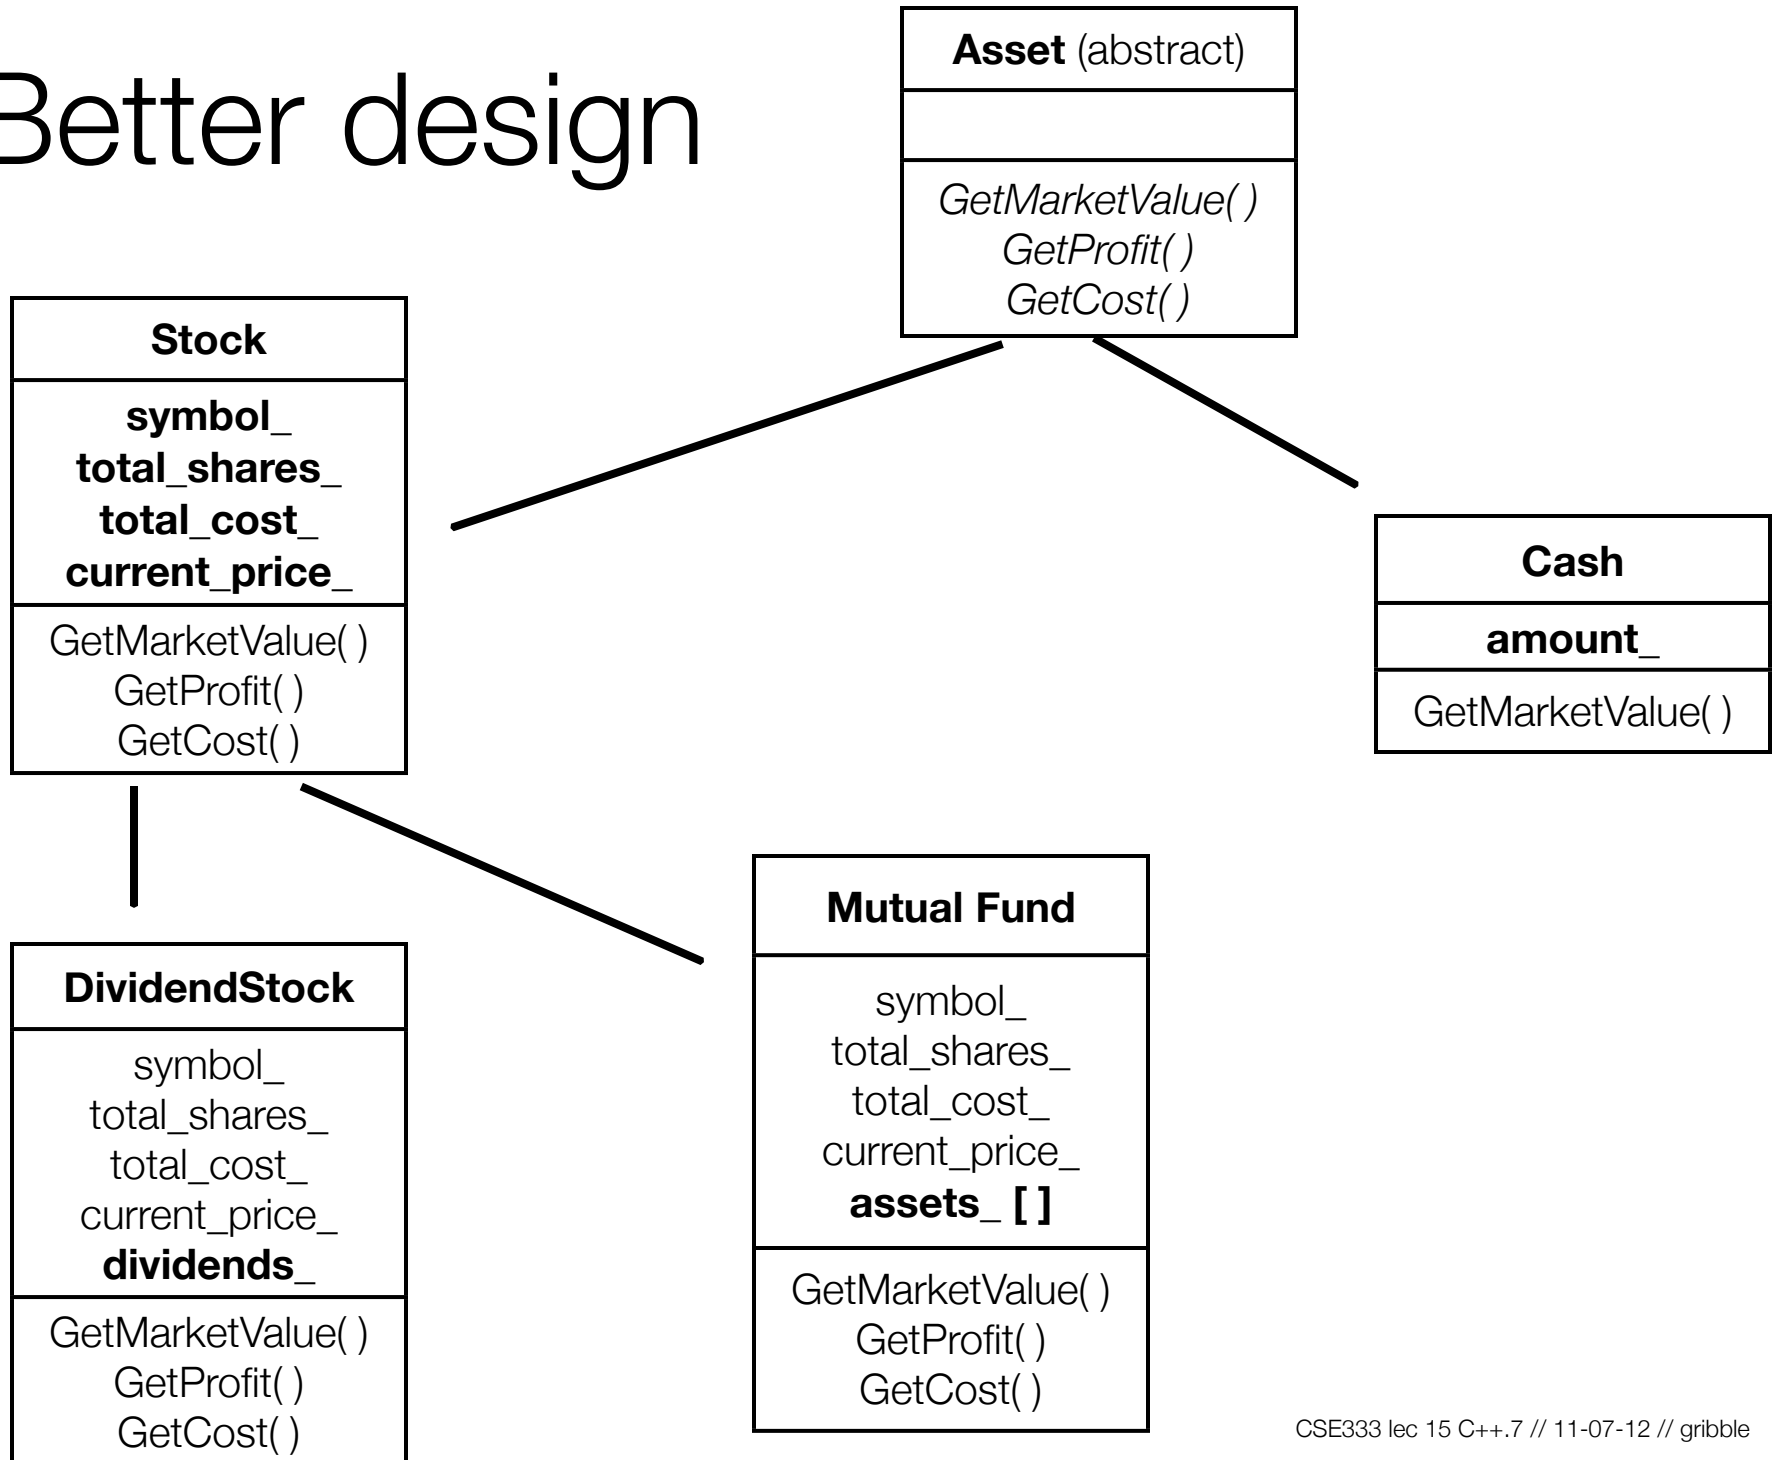 Better design
Asset (abstract)
GetMarketValue( )
GetProfit( )
GetCost( )
Stock
symbol_
total_shares_
total_cost_
current_price_
GetMarketValue( )
GetProfit( )
GetCost( )
Cash
amount_
GetMarketValue( )
DividendStock
symbol_
total_shares_
total_cost_
current_price_
dividends_
GetMarketValue( )
GetProfit( )
GetCost( )
Mutual Fund
symbol_
total_shares_
total_cost_
current_price_
assets_ [ ]
GetMarketValue( )
GetProfit( )
GetCost( )
CSE333 lec 15 C++.7 // 11-07-12 // gribble